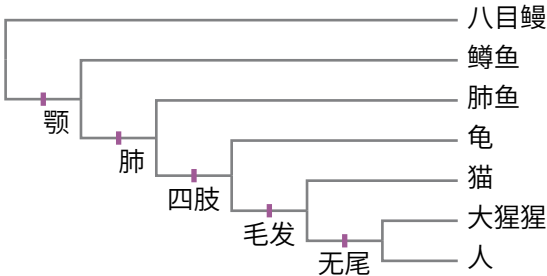 八目鳗
鳟鱼
颚
肺鱼
肺
龟
四肢
猫
毛发
大猩猩
无尾
人